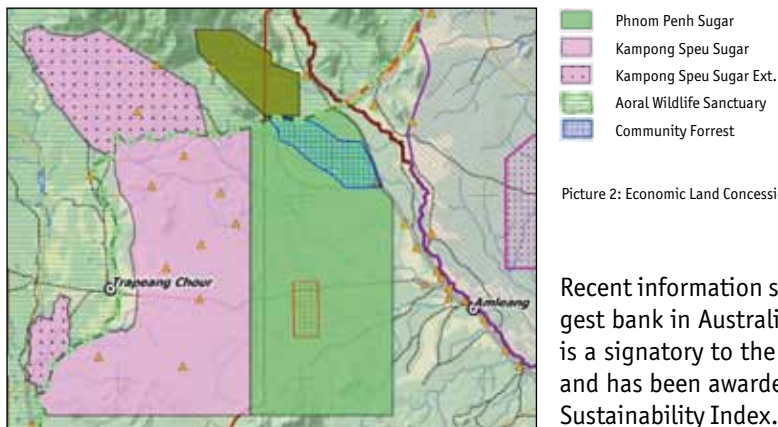 Trapeang Chour
Amleang
Phnom Penh Sugar
Kampong Speu Sugar
Kampong Speu Sugar Ext.
Aoral Wildlife Sanctuary
Community Forrest
Picture 2: Economic Land Concessi
Recent information s
gest bank in Australi
is a signatory to the
and has been awarde
Sustainability Index.